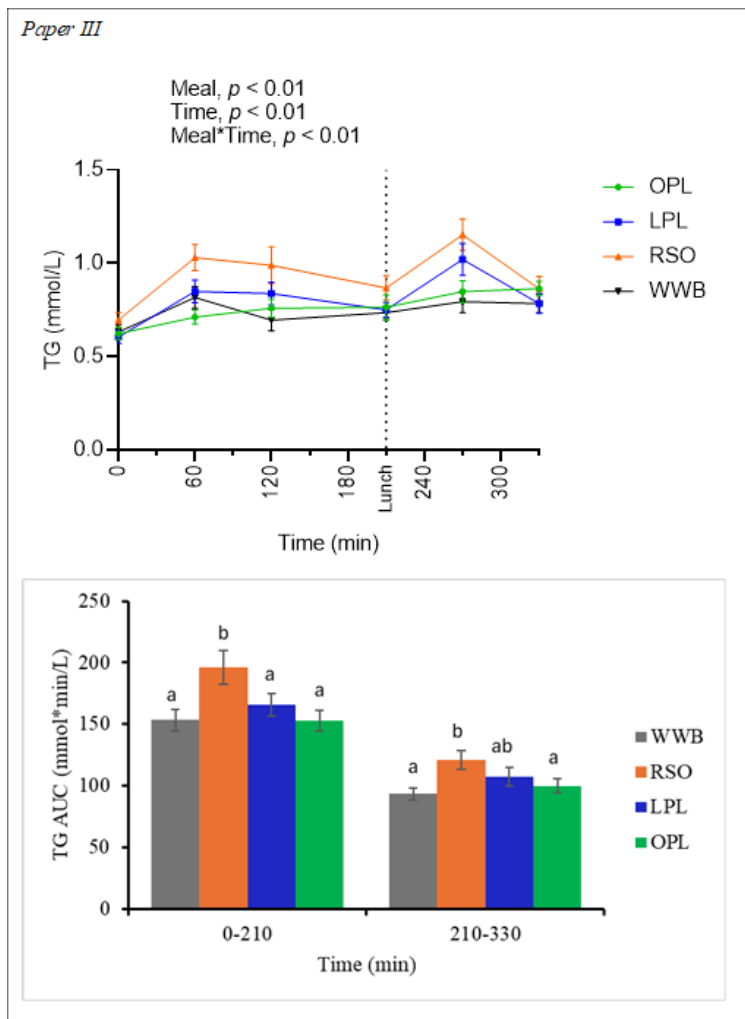 Paper III
Meal, p < 0.01
Time, p < 0.01
Meal*Time, p < 0.01
1.5
1.0
0.5
0.0
TG (mmol/L)
0
60
120
180
Lunch
240
300
Time (min)
OPL
LPL
RSO
WWB
250
200
150
100
50
0
TG AUC (mmol*min/L)
a
b
a
a
a
b
ab
a
0-210
210-330
Time (min)
WWB
RSO
LPL
OPL